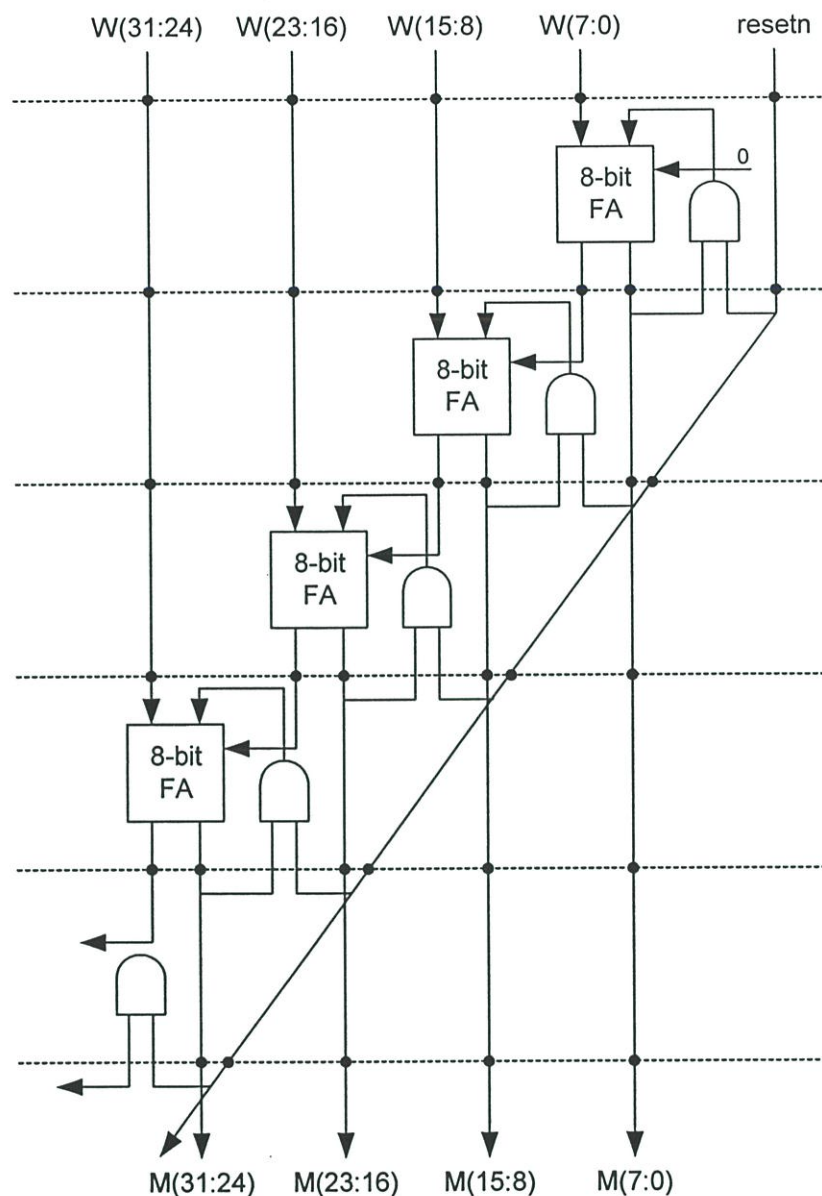 W(31:24) W(23:16) W(15:8) W(7:0) resetn
0
8-bit
FA
8-bit
FA
8-bit
FA
8-bit
FA
M(31:24) M(23:16) M(15:8) M(7:0)